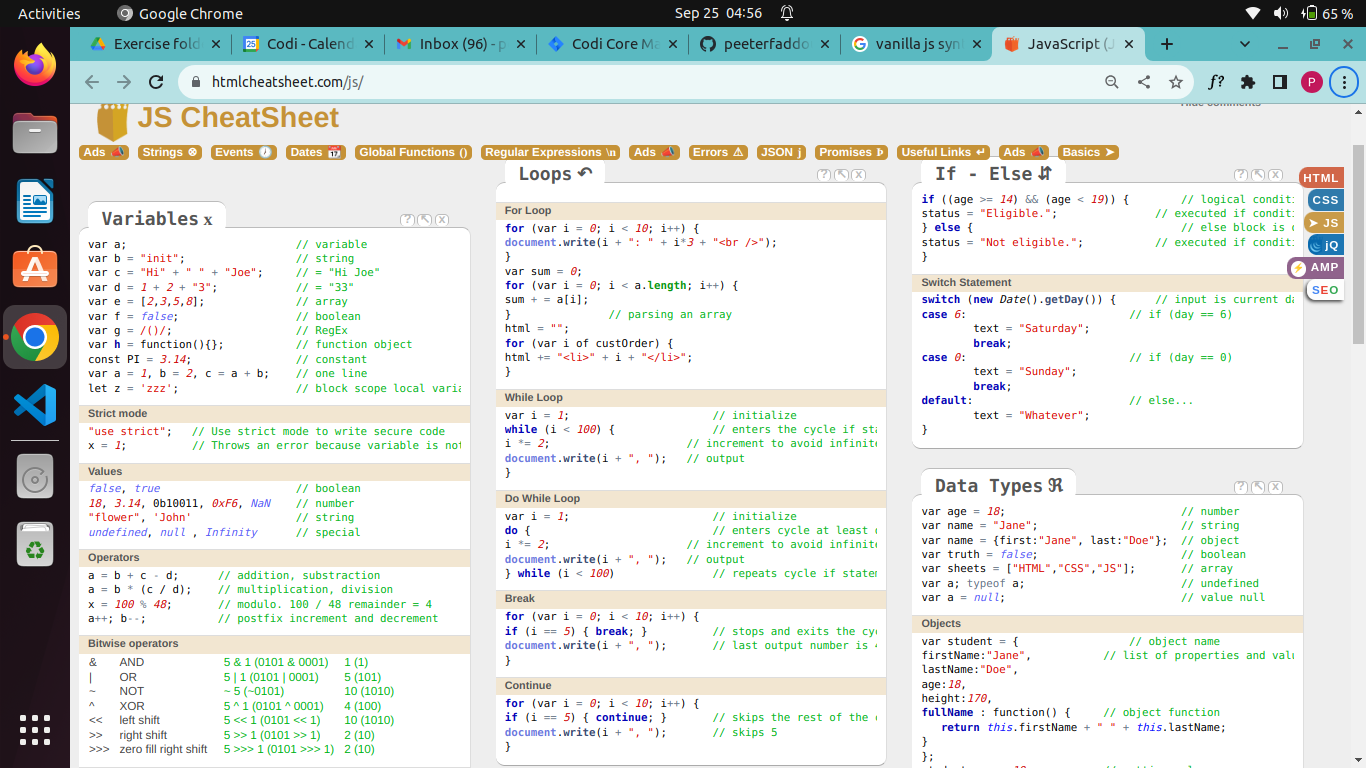 Activities
Google Chrome
Sep 25 04:56
65 %
Exercise fold
Codi - Calend
Inbox (96) - p
Codi Core Ma
peeterfaddo
vanilla js syn
JavaScript (J
htmlcheatsheet.com/js/
f?
P
JS CheatSheet
Hide comments
Ads
Strings
Events
Dates
Global Functions ()
Regular Expressions \n
Ads
Errors
JSON j
Promises
Useful Links
Ads
Basics
HTML
CSS
JS
jQ
AMP
SEO
Variables x
var a; // variable
var b = "init"; // string
var c = "Hi" + " " + "Joe"; // = "Hi Joe"
var d = 1 + 2 + "3"; // = "33"
var e = [2,3,5,8]; // array
var f = false; // boolean
var g = /()/; // RegEx
var h = function(){}; // function object
const PI = 3.14; // constant
var a = 1, b = 2, c = a + b; // one line
let z = 'zzz'; // block scope local varia
Strict mode
"use strict"; // Use strict mode to write secure code
x = 1; // Throws an error because variable is not
Values
false, true // boolean
18, 3.14, 0b10011, 0xF6, NaN // number
"flower", 'John' // string
undefined, null , Infinity // special
Operators
a = b + c - d; // addition, substraction
a = b * (c / d); // multiplication, division
x = 100 % 48; // modulo. 100 / 48 remainder = 4
a++; b--; // postfix increment and decrement
Bitwise operators
& AND 5 & 1 (0101 & 0001) 1 (1)
| OR 5 | 1 (0101 | 0001) 5 (101)
~ NOT ~ 5 (~0101) 10 (1010)
^ XOR 5 ^ 1 (0101 ^ 0001) 4 (100)
<< left shift 5 << 1 (0101 << 1) 10 (1010)
>> right shift 5 >> 1 (0101 >> 1) 2 (10)
>>> zero fill right shift 5 >>> 1 (0101 >>> 1) 2 (10)
Loops
For Loop
for (var i = 0; i < 10; i++) {
document.write(i + ": " + i*3 + "<br />");
}
var sum = 0;
for (var i = 0; i < a.length; i++) {
sum + = a[i];
} // parsing an array
html = "";
for (var i of custOrder) {
html += "<li>" + i + "</li>";
}
While Loop
var i = 1; // initialize
while (i < 100) { // enters the cycle if sta
i *= 2; // increment to avoid infinite
document.write(i + ", "); // output
}
Do While Loop
var i = 1; // initialize
do { // enters cycle at least o
i *= 2; // increment to avoid infinite
document.write(i + ", "); // output
} while (i < 100) // repeats cycle if statem
Break
for (var i = 0; i < 10; i++) {
if (i == 5) { break; } // stops and exits the cyc
document.write(i + ", "); // last output number is 4
}
Continue
for (var i = 0; i < 10; i++) {
if (i == 5) { continue; } // skips the rest of the c
document.write(i + ", "); // skips 5
}
If - Else
if ((age >= 14) && (age < 19)) { // logical conditi
status = "Eligible."; // executed if conditi
} else { // else block is o
status = "Not eligible."; // executed if conditi
}
Switch Statement
switch (new Date().getDay()) { // input is current da
case 6: // if (day == 6)
text = "Saturday";
break;
case 0: // if (day == 0)
text = "Sunday";
break;
default: // else...
text = "Whatever";
}
Data Types
var age = 18; // number
var name = "Jane"; // string
var name = {first:"Jane", last:"Doe"}; // object
var truth = false; // boolean
var sheets = ["HTML","CSS","JS"]; // array
var a; typeof a; // undefined
var a = null; // value null
Objects
var student = { // object name
firstName:"Jane", // list of properties and valu
lastName:"Doe",
age:18,
height:170,
fullName : function() { // object function
return this.firstName + " " + this.lastName;
}
};